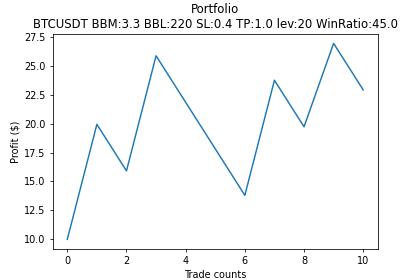 Portfolio
BTCUSDT BBM:3.3 BBL:220 SL:0.4 TP:1.0 lev:20 WinRatio:45.0
27.5
25.0
22.5
20.0
17.5
15.0
12.5
10.0
Profit ($)
0 2 4 6 8 10
Trade counts